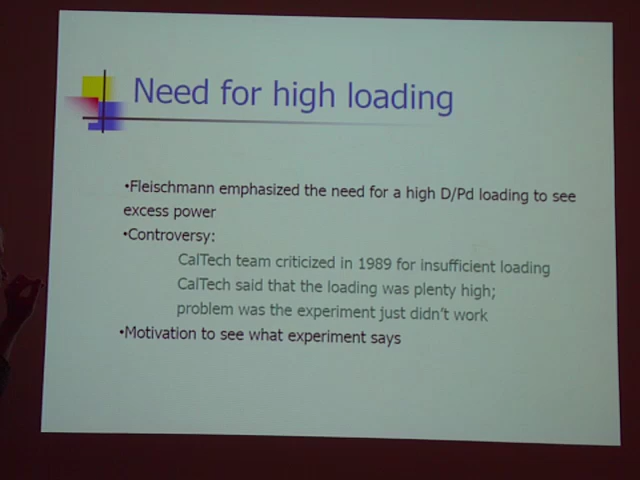 Need for high loading
•Fleischmann emphasized the need for a high D/Pd loading to see
excess power
•Controversy:
CalTech team criticized in 1989 for insufficient loading
CalTech said that the loading was plenty high;
problem was the experiment just didn't work
•Motivation to see what experiment says